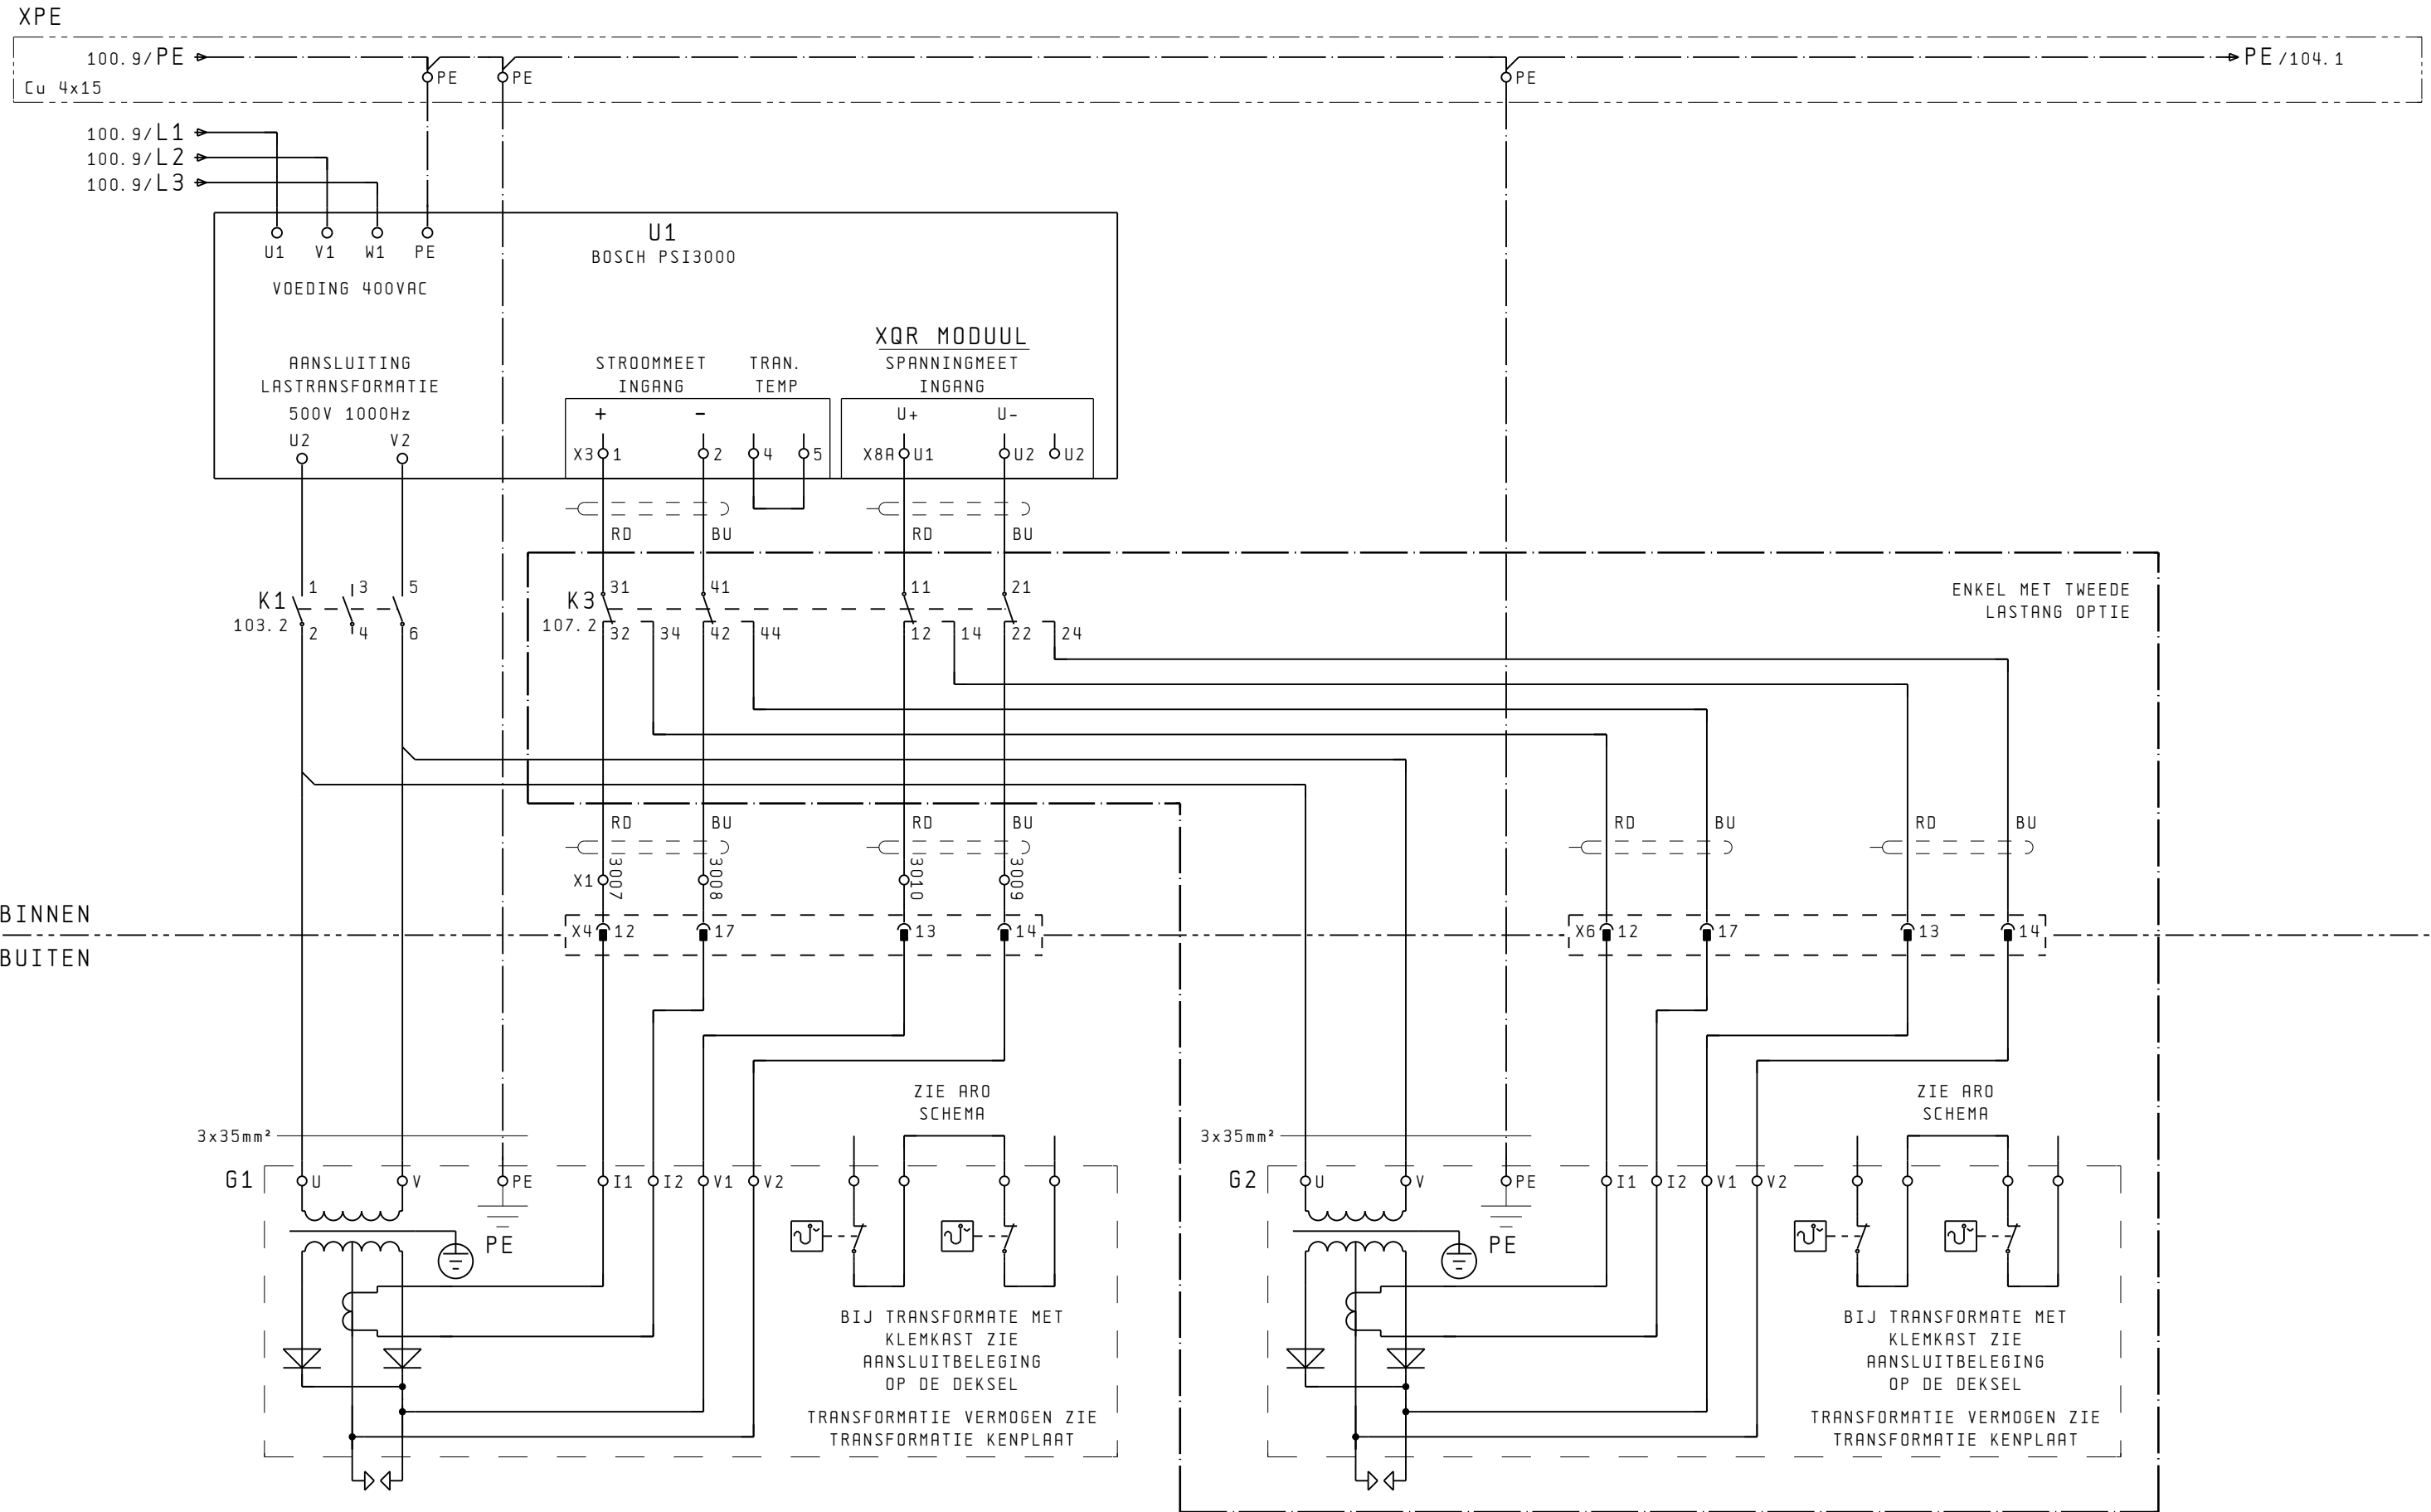 XPE
100.9/PE
PE /104.1
Cu 4x15
PE
PE
PE
100.9/L1
100.9/L2
100.9/L3
U1
BOSCH PSI3000
U1 V1 W1 PE
VOEDING 400VAC
XQR MODUUL
AANSLUITING
LASTRANSFORMATIE
500V 1000Hz
U2 V2
STROOMMEET
INGANG
TRAN.
TEMP
SPANNINGMEET
INGANG
+ - U+ U-
X3 1 2 4 5 X8A U1 U2 U2
RD BU RD BU
ENKEL MET TWEEDE
LASTANG OPTIE
K1
103.2
1 3 5
2 4 6
K3
107.2
31 41 11 21
32 34 42 44 12 14 22 24
RD BU RD BU RD BU RD BU
X1 3007 3008 3010 3009
BINNEN
BUITEN
X4 12 17 13 14
X6 12 17 13 14
ZIE ARO
SCHEMA
ZIE ARO
SCHEMA
3x35mm²
3x35mm²
G1 U V PE I1 I2 V1 V2
G2 U V PE I1 I2 V1 V2
PE
PE
BIJ TRANSFORMATE MET
KLEMKAST ZIE
AANSLUITBELEGING
OP DE DEKSEL
TRANSFORMATIE VERMOGEN ZIE
TRANSFORMATIE KENPLAAT
BIJ TRANSFORMATE MET
KLEMKAST ZIE
AANSLUITBELEGING
OP DE DEKSEL
TRANSFORMATIE VERMOGEN ZIE
TRANSFORMATIE KENPLAAT